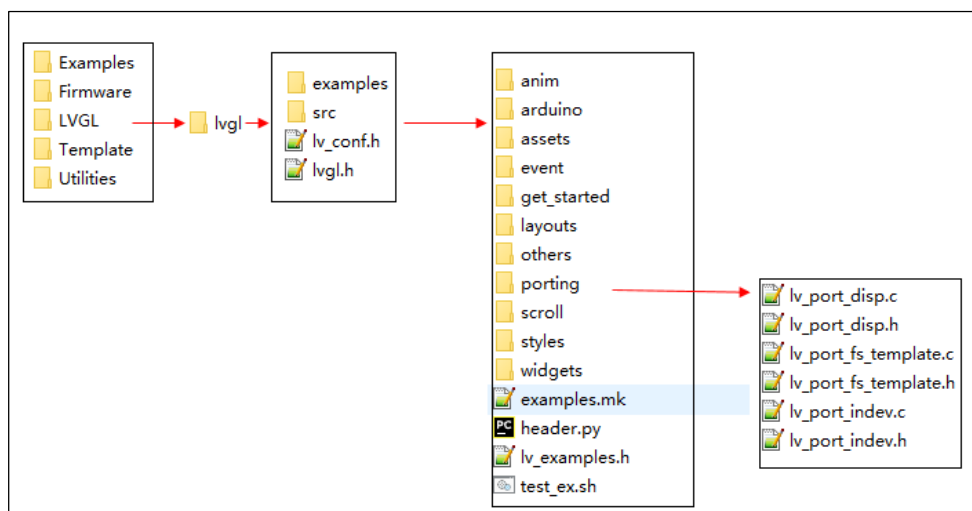 Examples
Firmware
LVGL
Template
Utilities
lvgl
examples
src
lv_conf.h
lvgl.h
anim
arduino
assets
event
get_started
layouts
others
porting
scroll
styles
widgets
examples.mk
PC
header.py
lv_examples.h
test_ex.sh
lv_port_disp.c
lv_port_disp.h
lv_port_fs_template.c
lv_port_fs_template.h
lv_port_indev.c
lv_port_indev.h